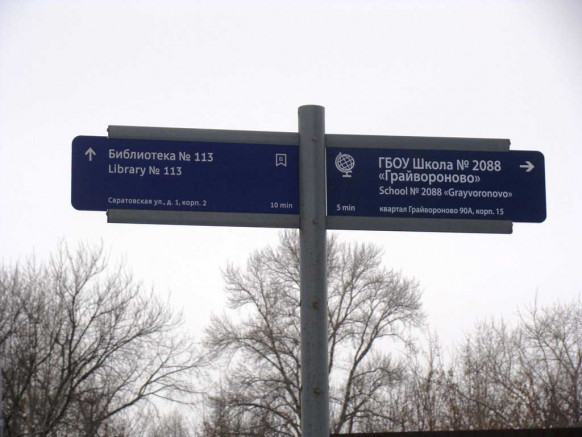 ↑ Библиотека № 113
Library № 113
Саратовская ул., д. 1, корп. 2
10 min
ГБОУ Школа № 2088 →
«Грайвороново»
School № 2088 «Grayvoronovo»
5 min
квартал Грайвороново 90А, корп. 15